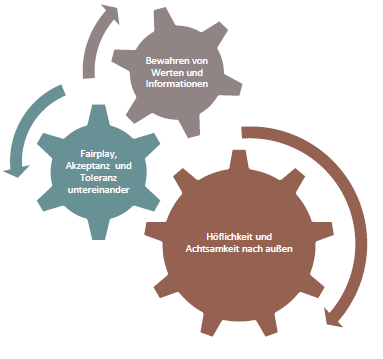 Bewahren von
Werten und
Informationen
Fairplay,
Akzeptanz und
Toleranz
untereinander
Höflichkeit und
Achtsamkeit nach außen